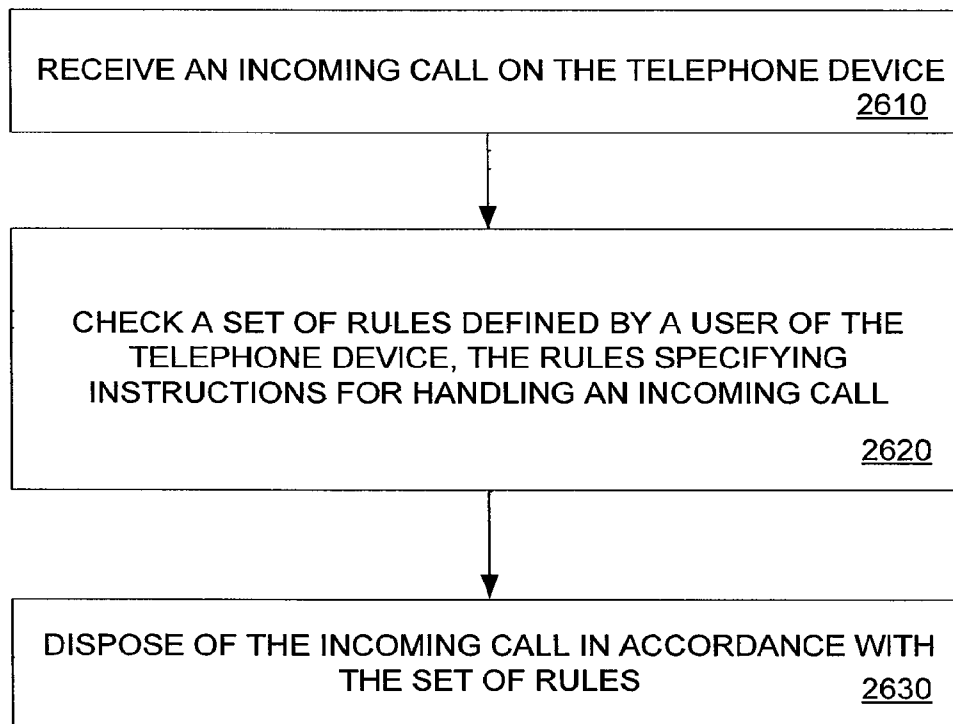 RECEIVE AN INCOMING CALL ON THE TELEPHONE DEVICE
2610
CHECK A SET OF RULES DEFINED BY A USER OF THE
TELEPHONE DEVICE, THE RULES SPECIFYING
INSTRUCTIONS FOR HANDLING AN INCOMING CALL
2620
DISPOSE OF THE INCOMING CALL IN ACCORDANCE WITH
THE SET OF RULES
2630